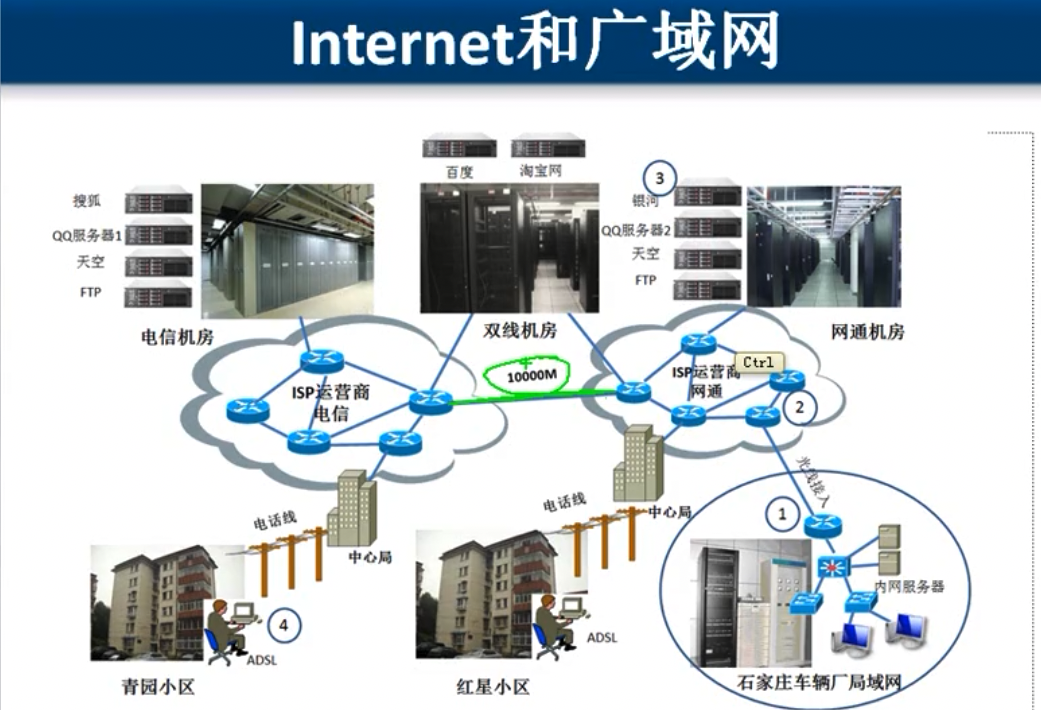 Internet和广域网
百度
淘宝网
搜狐
QQ服务器1
天空
FTP
电信机房
双线机房
3
银河
QQ服务器2
天空
FTP
网通机房
10000M
Ctrl
ISP运营商
电信
ISP运营商
网通
2
电话线
中心局
电话线
中心局
光线接入
1
内网服务器
4
ADSL
ADSL
青园小区
红星小区
石家庄车辆厂局域网